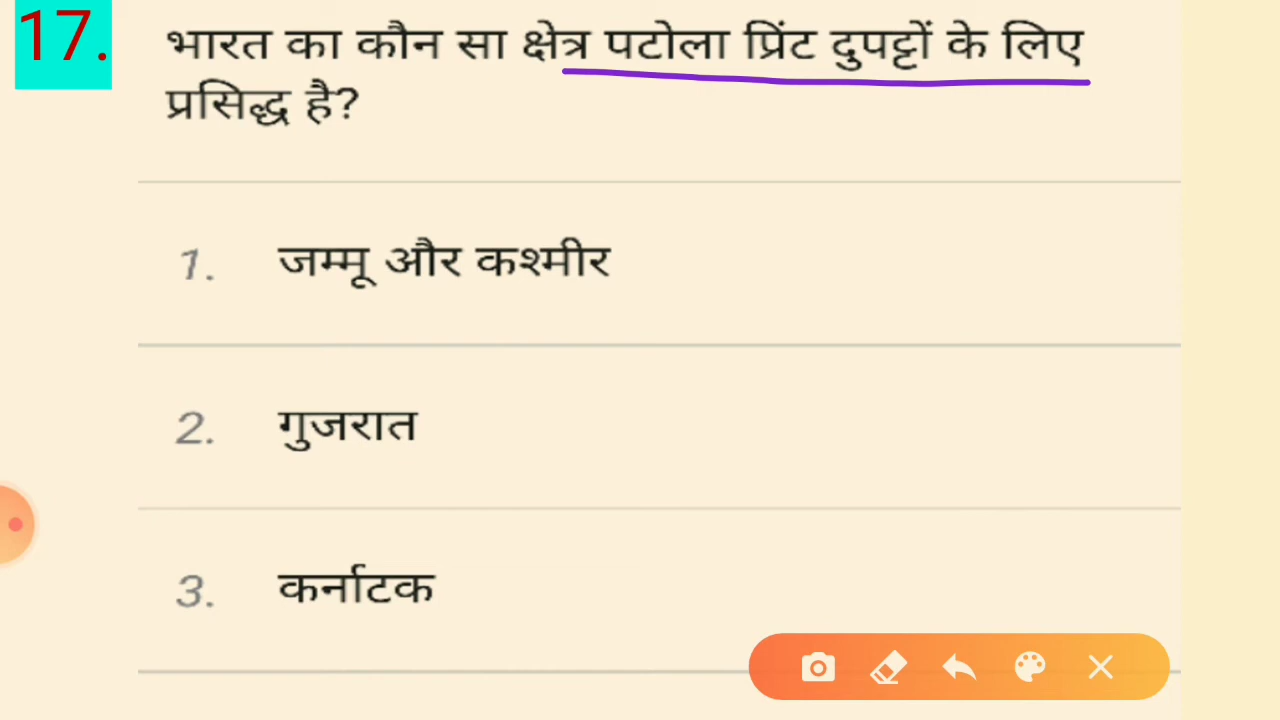 17.
भारत का कौन सा क्षेत्र पटोला प्रिंट दुपट्टों के लिए
प्रसिद्ध है?
1. जम्मू और कश्मीर
2. गुजरात
3. कर्नाटक